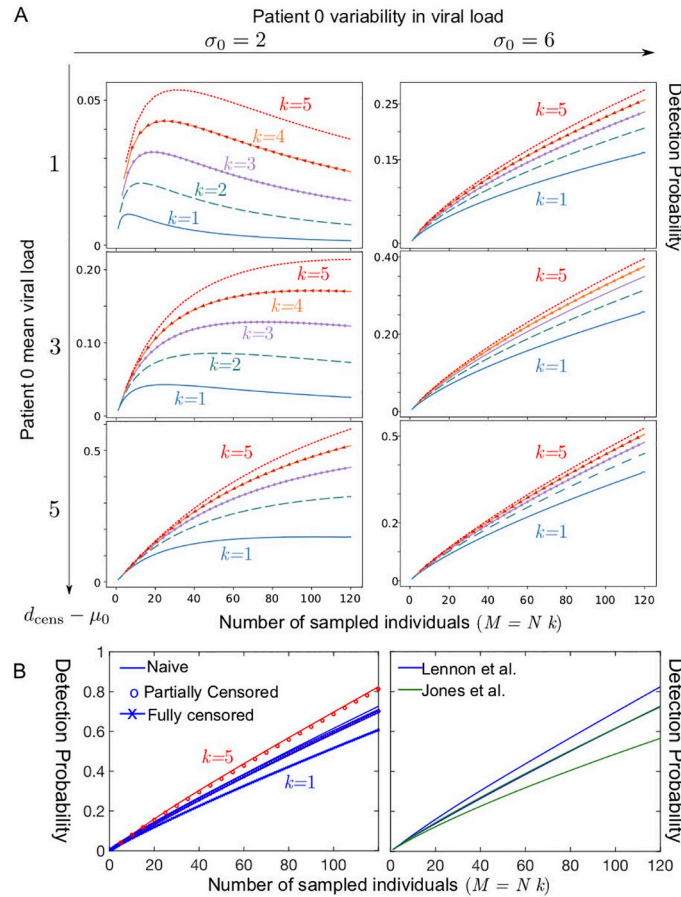 A
Patient 0 variability in viral load
σ₀ = 2
σ₀ = 6
Patient 0 mean viral load
1
0.05
0
k=5
k=4
k=3
k=2
k=1
0.25
0.15
0
k=5
k=1
Detection Probability
3
0.20
0.10
0
k=5
k=4
k=3
k=2
k=1
0.40
0.20
0
k=5
k=1
5
0.5
0
k=5
k=1
0.5
0.2
0
k=5
k=1
0 20 40 60 80 100 120
0 20 40 60 80 100 120
d_cens − μ₀
Number of sampled individuals (M = N k)
B
Detection Probability
1
0.8
0.6
0.4
0.2
0
Naive
Partially Censored
Fully censored
k=5
k=1
0 20 40 60 80 100 120
Lennon et al.
Jones et al.
0 20 40 60 80 100 120
Detection Probability
Number of sampled individuals (M = N k)